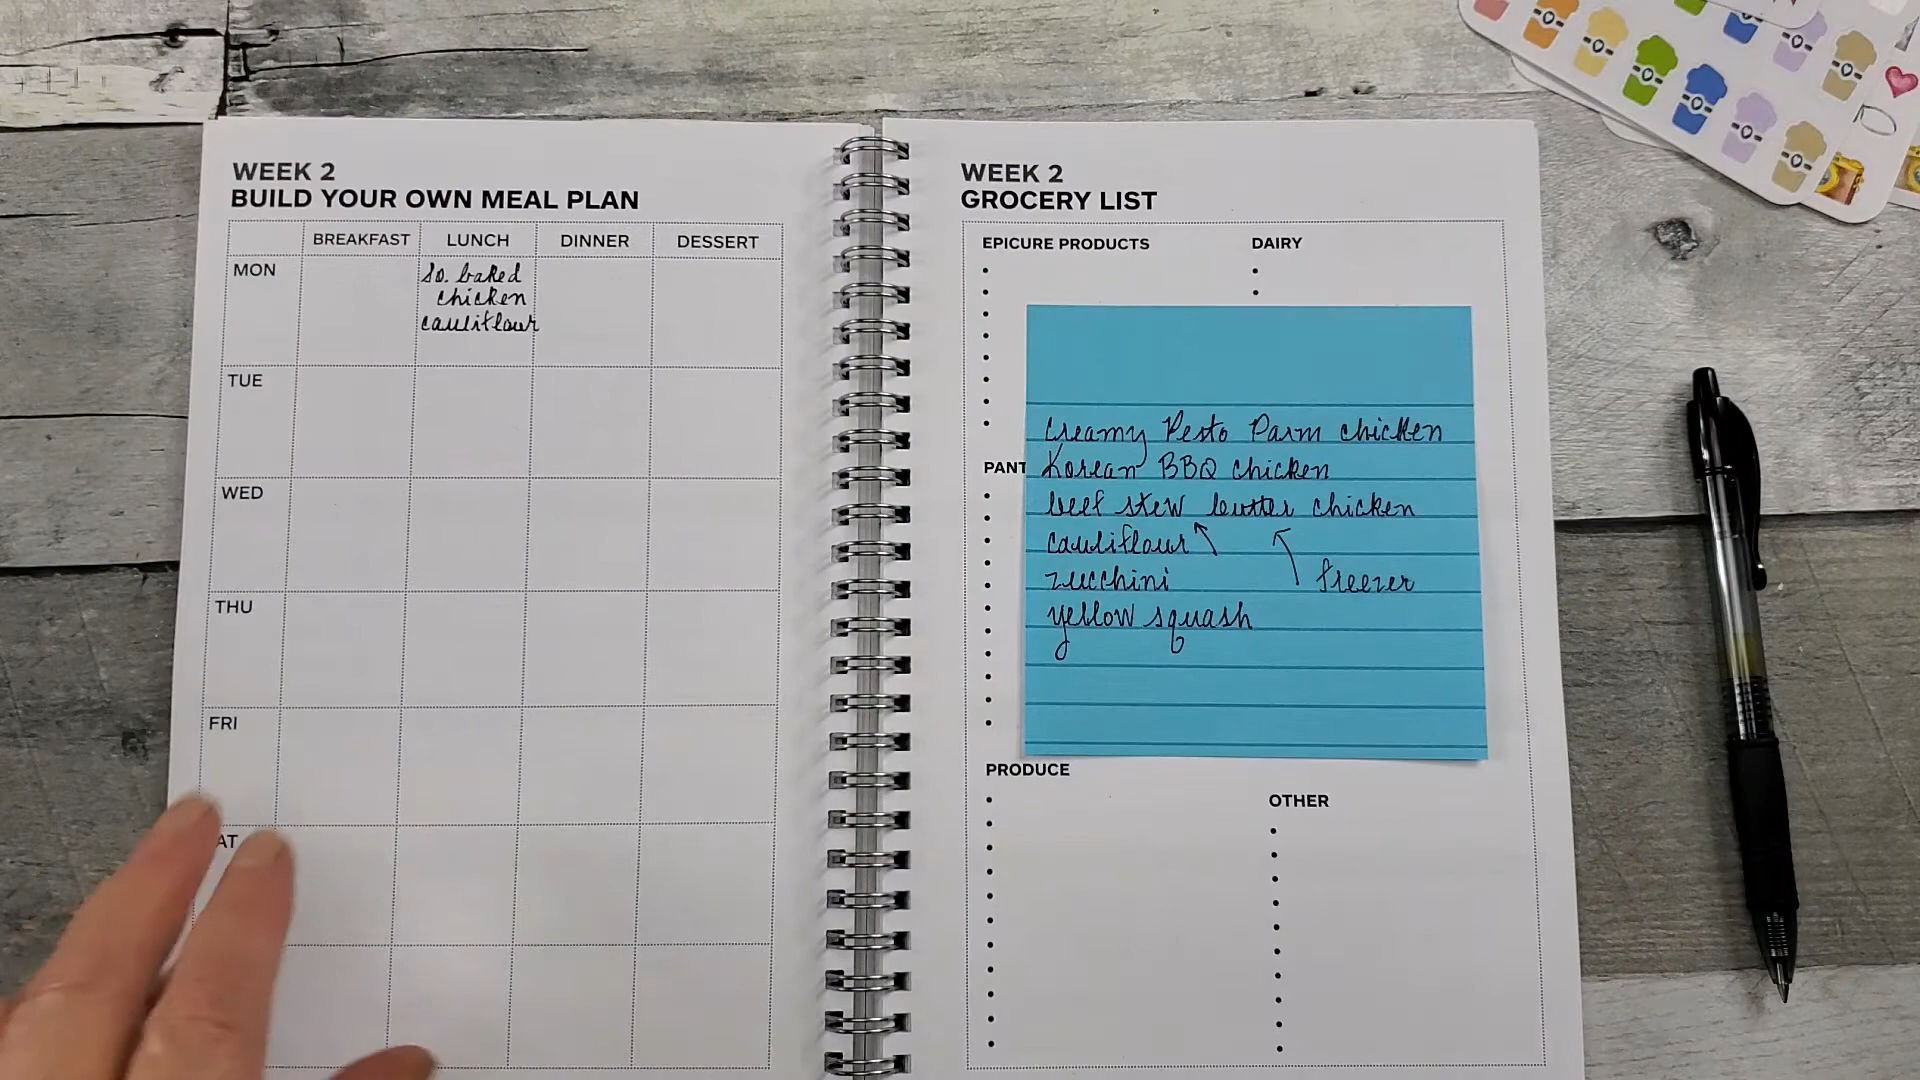 WEEK 2
BUILD YOUR OWN MEAL PLAN
BREAKFAST LUNCH DINNER DESSERT
MON
So. baked
chicken
cauliflour
TUE
WED
THU
FRI
AT
WEEK 2
GROCERY LIST
EPICURE PRODUCTS
DAIRY
PANT
Creamy Pesto Parm chicken
Korean BBQ chicken
beef stew butter chicken
cauliflour
zucchini freezer
yellow squash
PRODUCE
OTHER